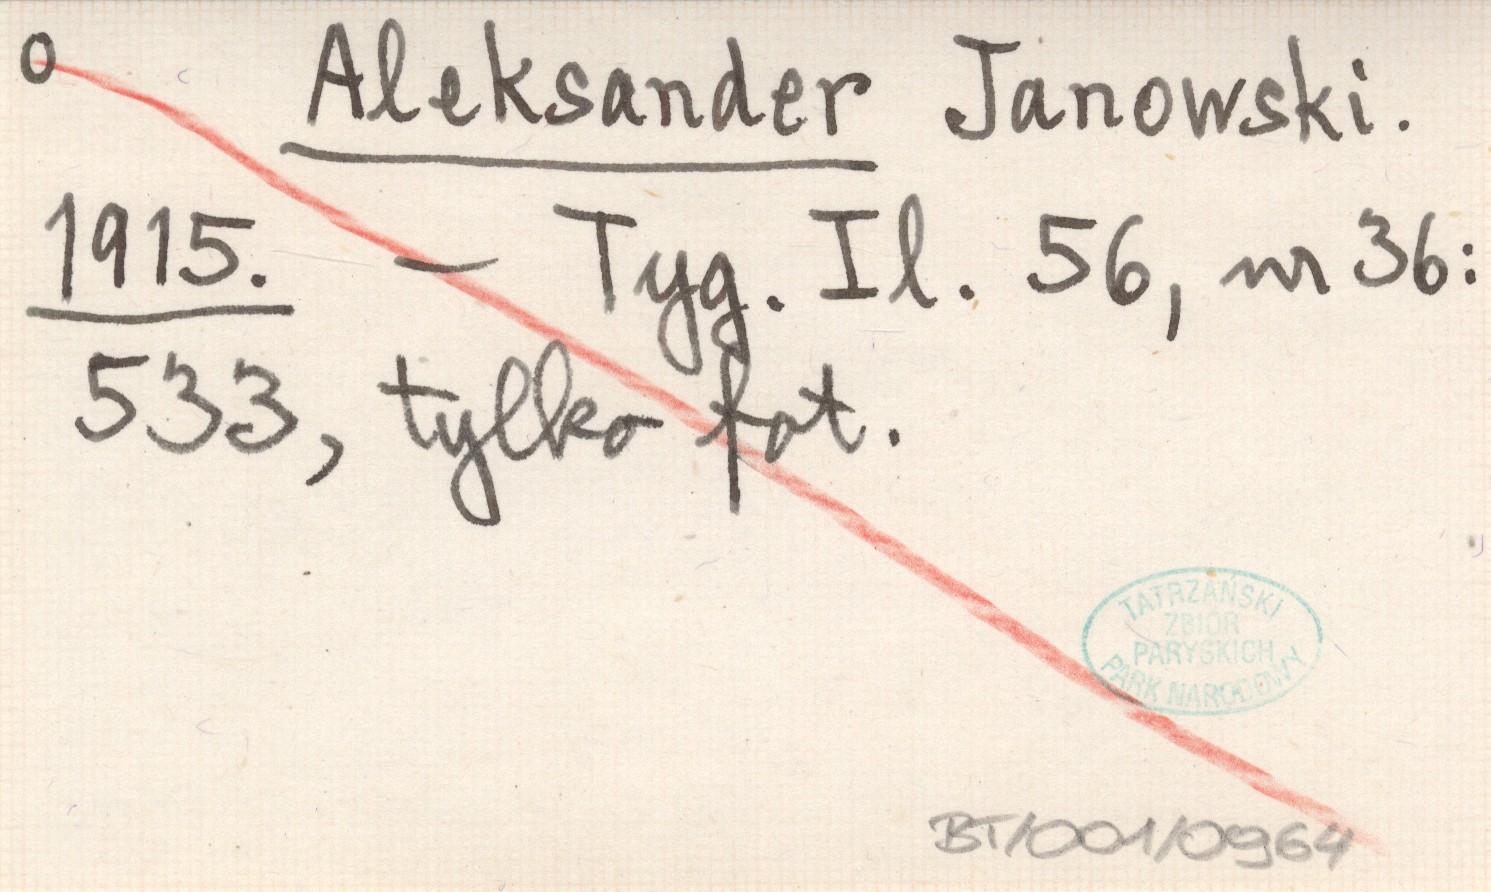 o Aleksander Janowski.
1915. — Tyg. Il. 56, nr 36:
533, tylko fot.
TATRZAŃSKI
ZBIÓR
PARYSKICH
PARK NARODOWY
BT/001/0964